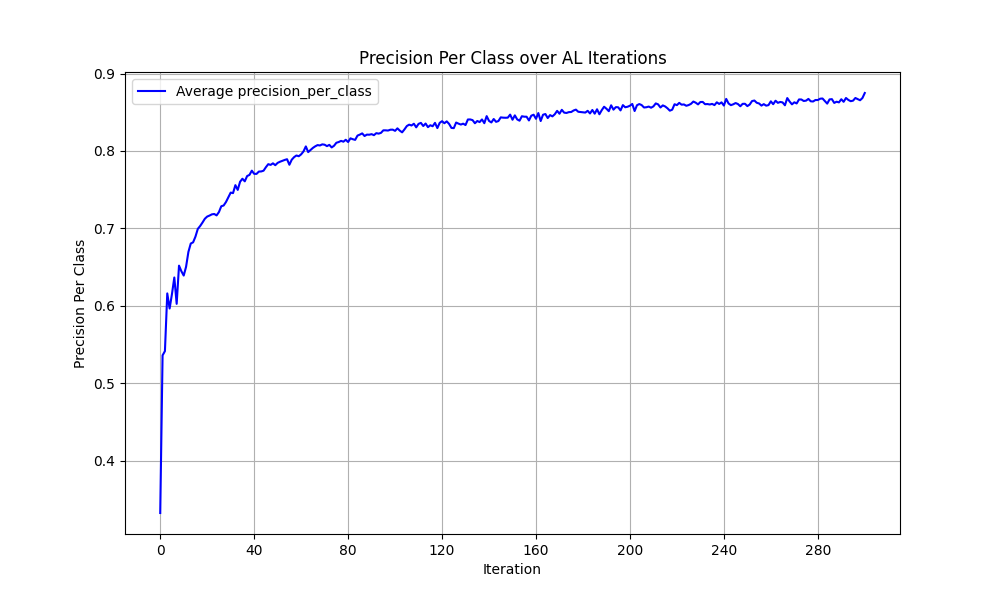 Precision Per Class over AL Iterations
Average precision_per_class
Precision Per Class
0.9
0.8
0.7
0.6
0.5
0.4
0 40 80 120 160 200 240 280
Iteration